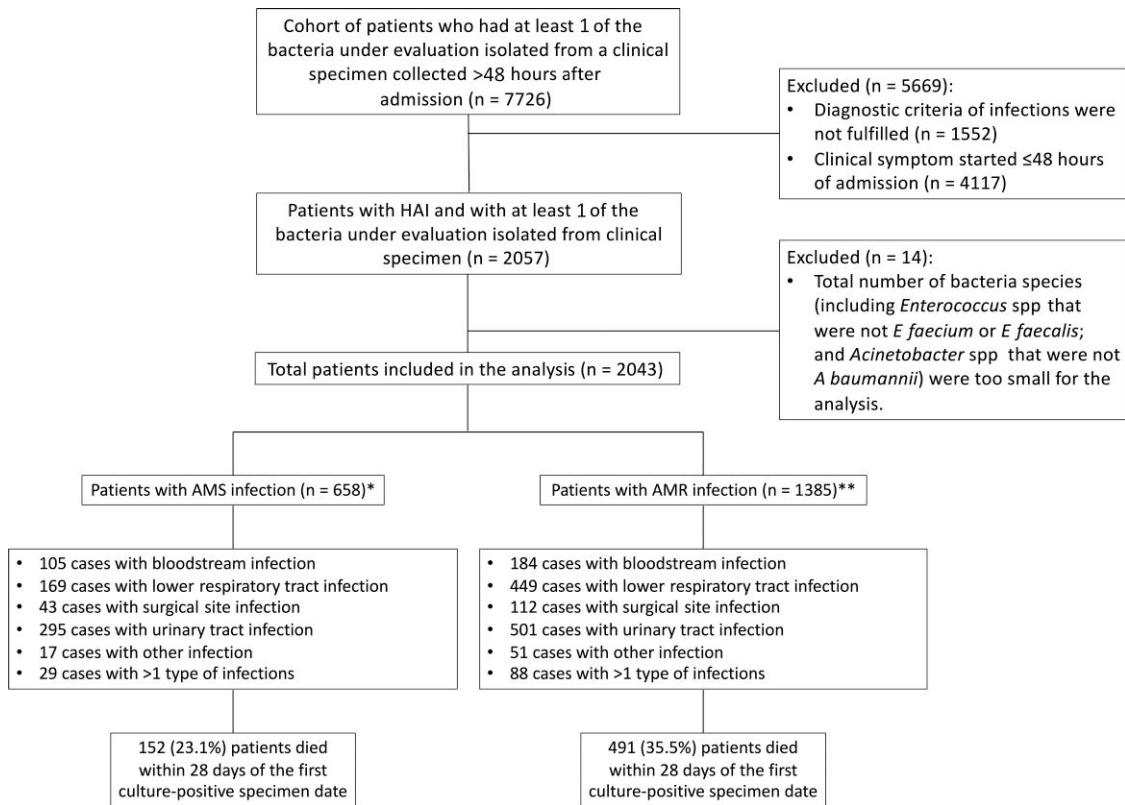 Cohort of patients who had at least 1 of the
bacteria under evaluation isolated from a clinical
specimen collected >48 hours after
admission (n = 7726)
Excluded (n = 5669):
• Diagnostic criteria of infections were
not fulfilled (n = 1552)
• Clinical symptom started ≤48 hours
of admission (n = 4117)
Patients with HAI and with at least 1 of the
bacteria under evaluation isolated from clinical
specimen (n = 2057)
Excluded (n = 14):
• Total number of bacteria species
(including Enterococcus spp that
were not E faecium or E faecalis;
and Acinetobacter spp that were not
A baumannii) were too small for the
analysis.
Total patients included in the analysis (n = 2043)
Patients with AMS infection (n = 658)*
Patients with AMR infection (n = 1385)**
• 105 cases with bloodstream infection
• 169 cases with lower respiratory tract infection
• 43 cases with surgical site infection
• 295 cases with urinary tract infection
• 17 cases with other infection
• 29 cases with >1 type of infections
• 184 cases with bloodstream infection
• 449 cases with lower respiratory tract infection
• 112 cases with surgical site infection
• 501 cases with urinary tract infection
• 51 cases with other infection
• 88 cases with >1 type of infections
152 (23.1%) patients died
within 28 days of the first
culture-positive specimen date
491 (35.5%) patients died
within 28 days of the first
culture-positive specimen date